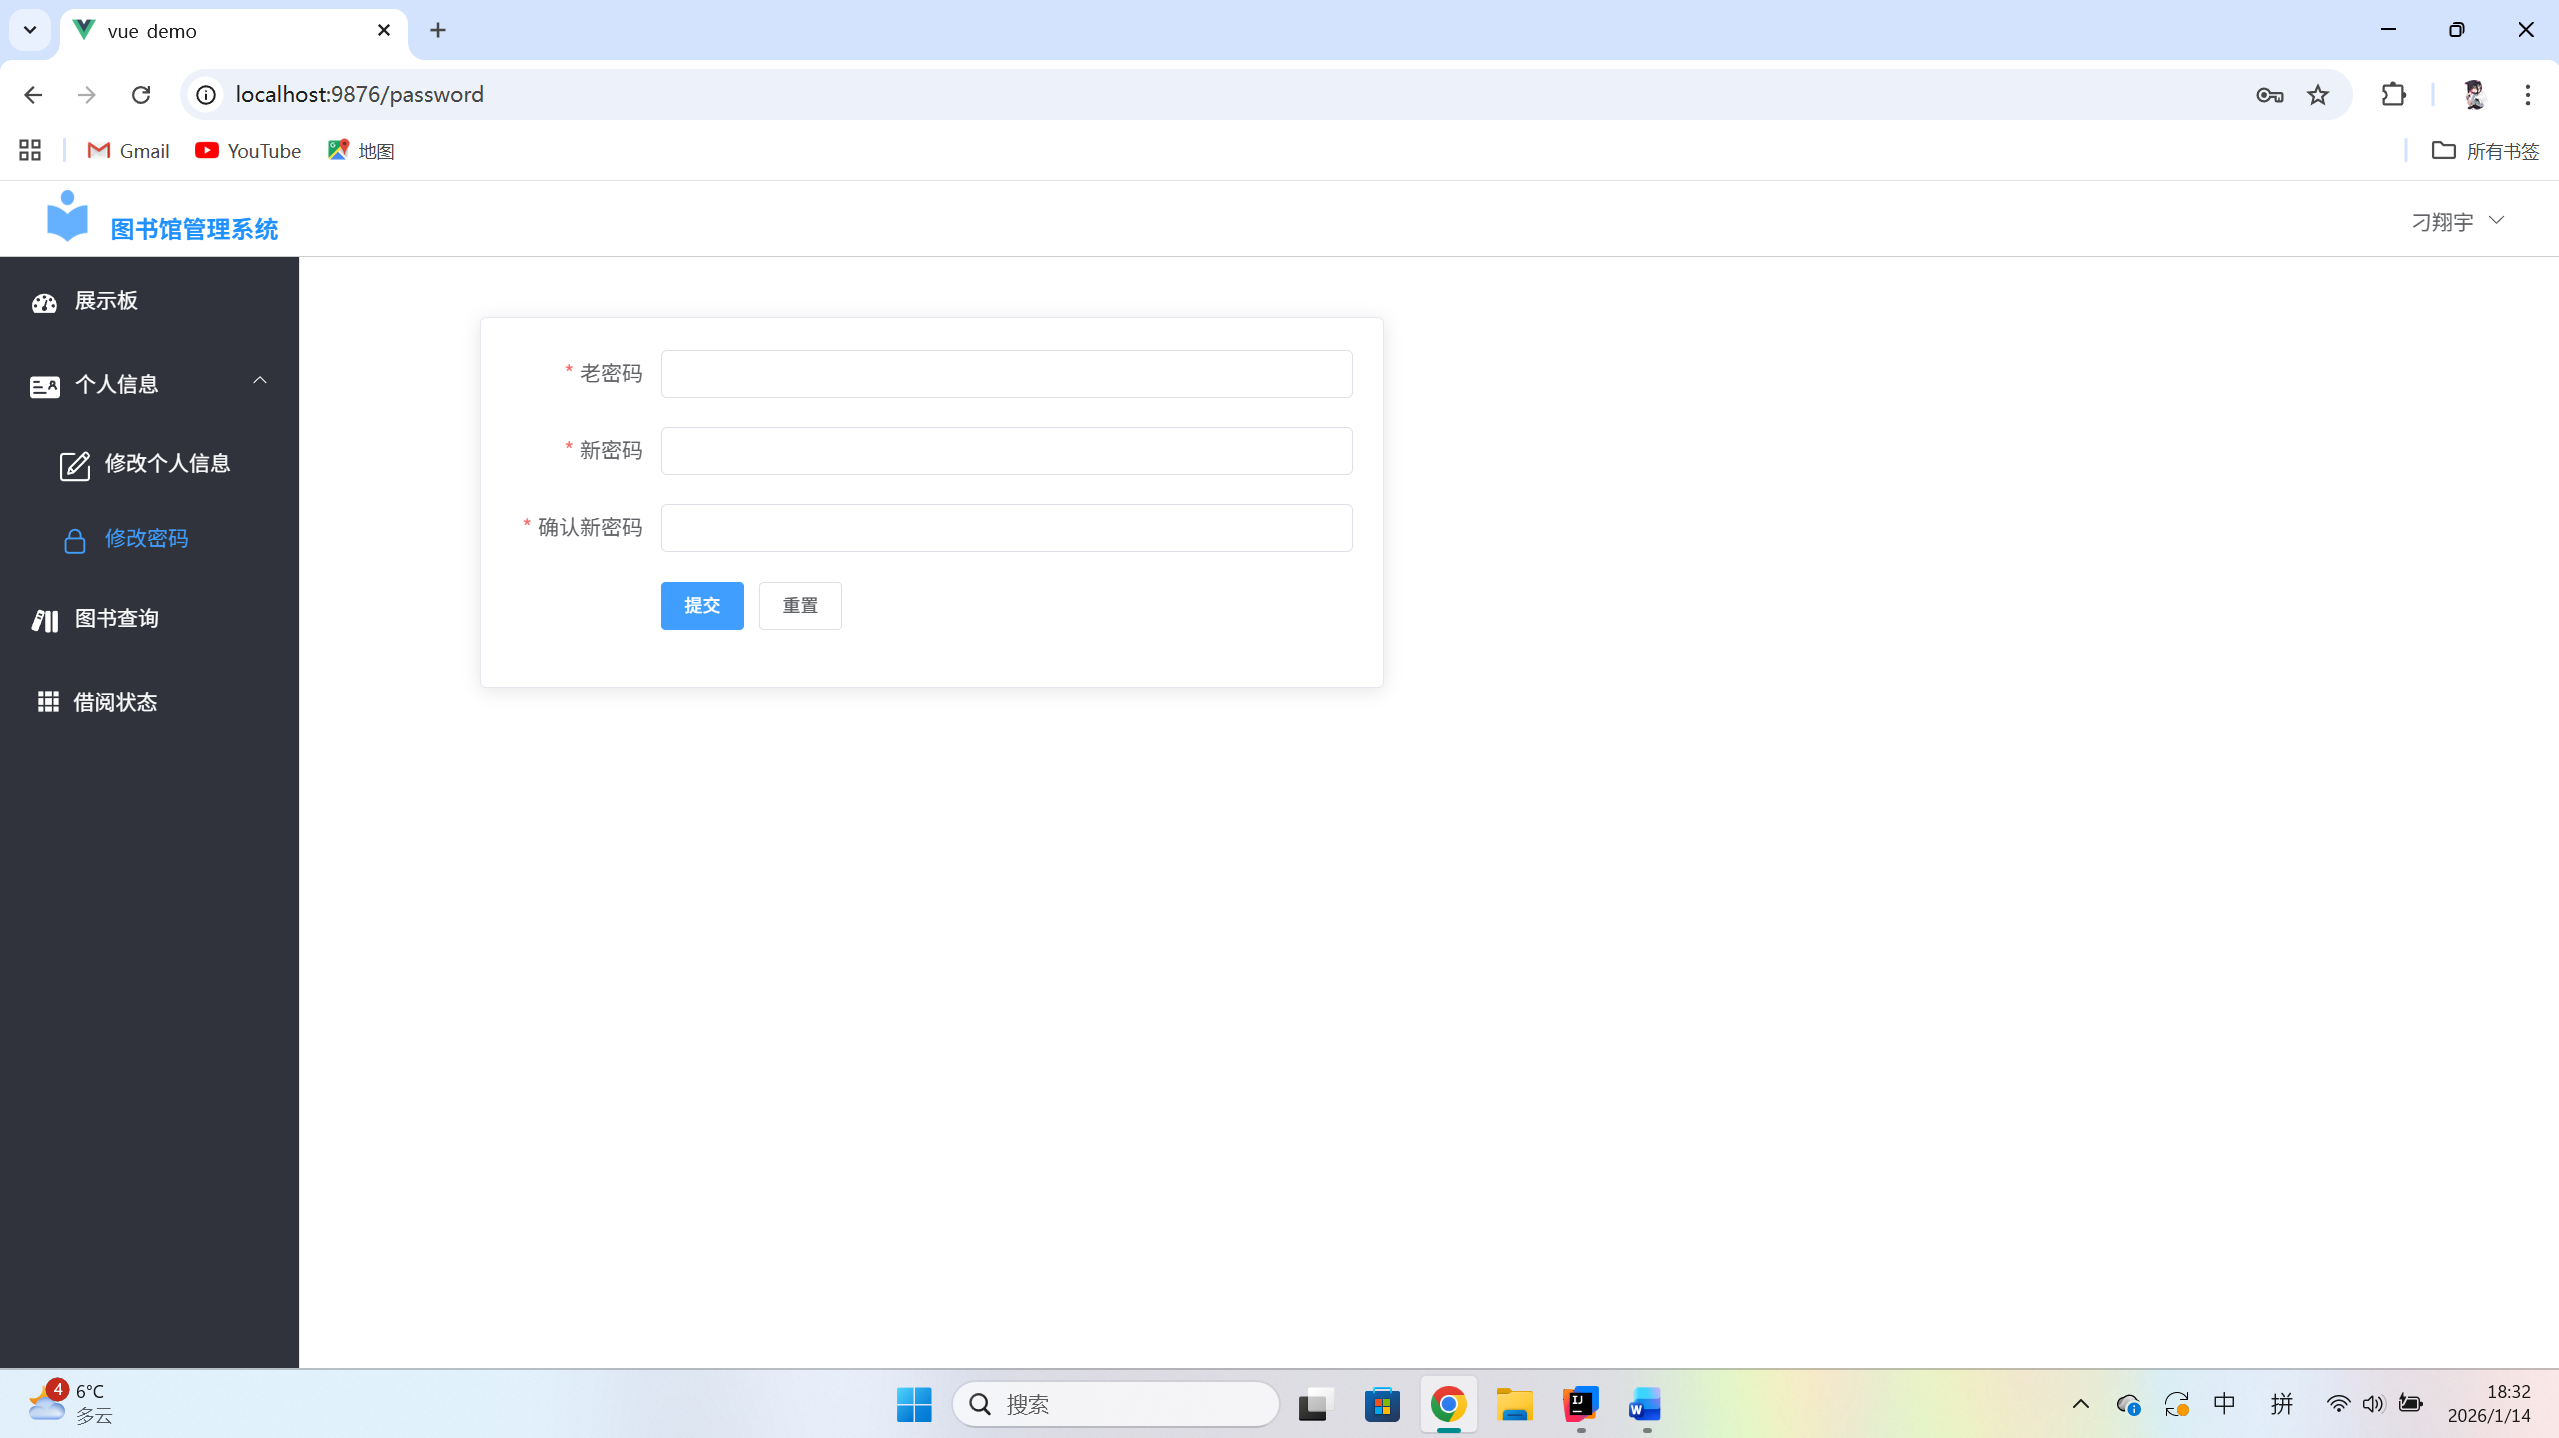 vue demo
localhost:9876/password
Gmail
YouTube
地图
所有书签
图书馆管理系统
刁翔宇
展示板
个人信息
修改个人信息
修改密码
图书查询
借阅状态
* 老密码
* 新密码
* 确认新密码
提交
重置
4
6°C
多云
搜索
中
拼
18:32
2026/1/14